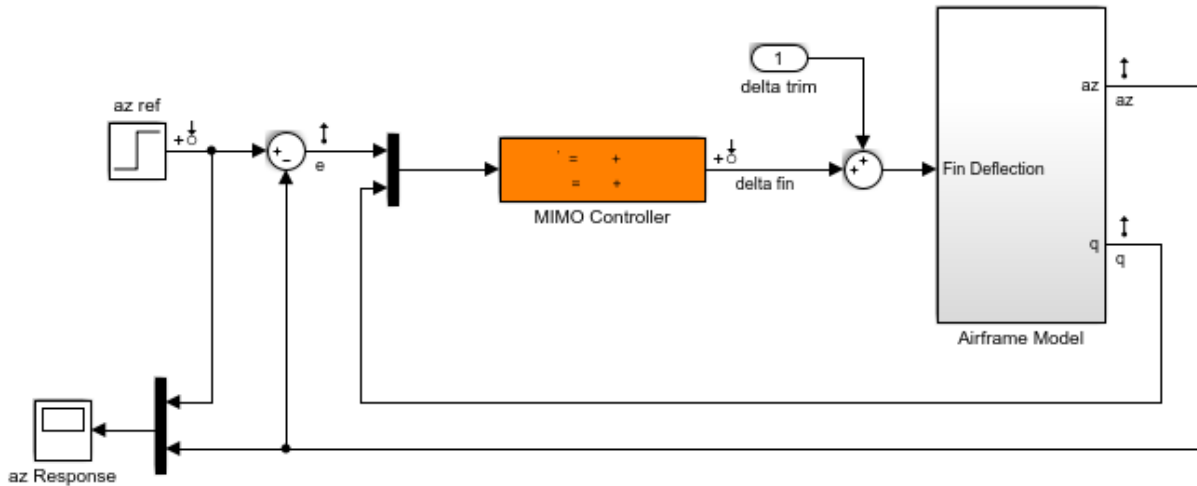 1
delta trim
az ref
az
az
e
delta fin
Fin Deflection
MIMO Controller
q
q
Airframe Model
az Response